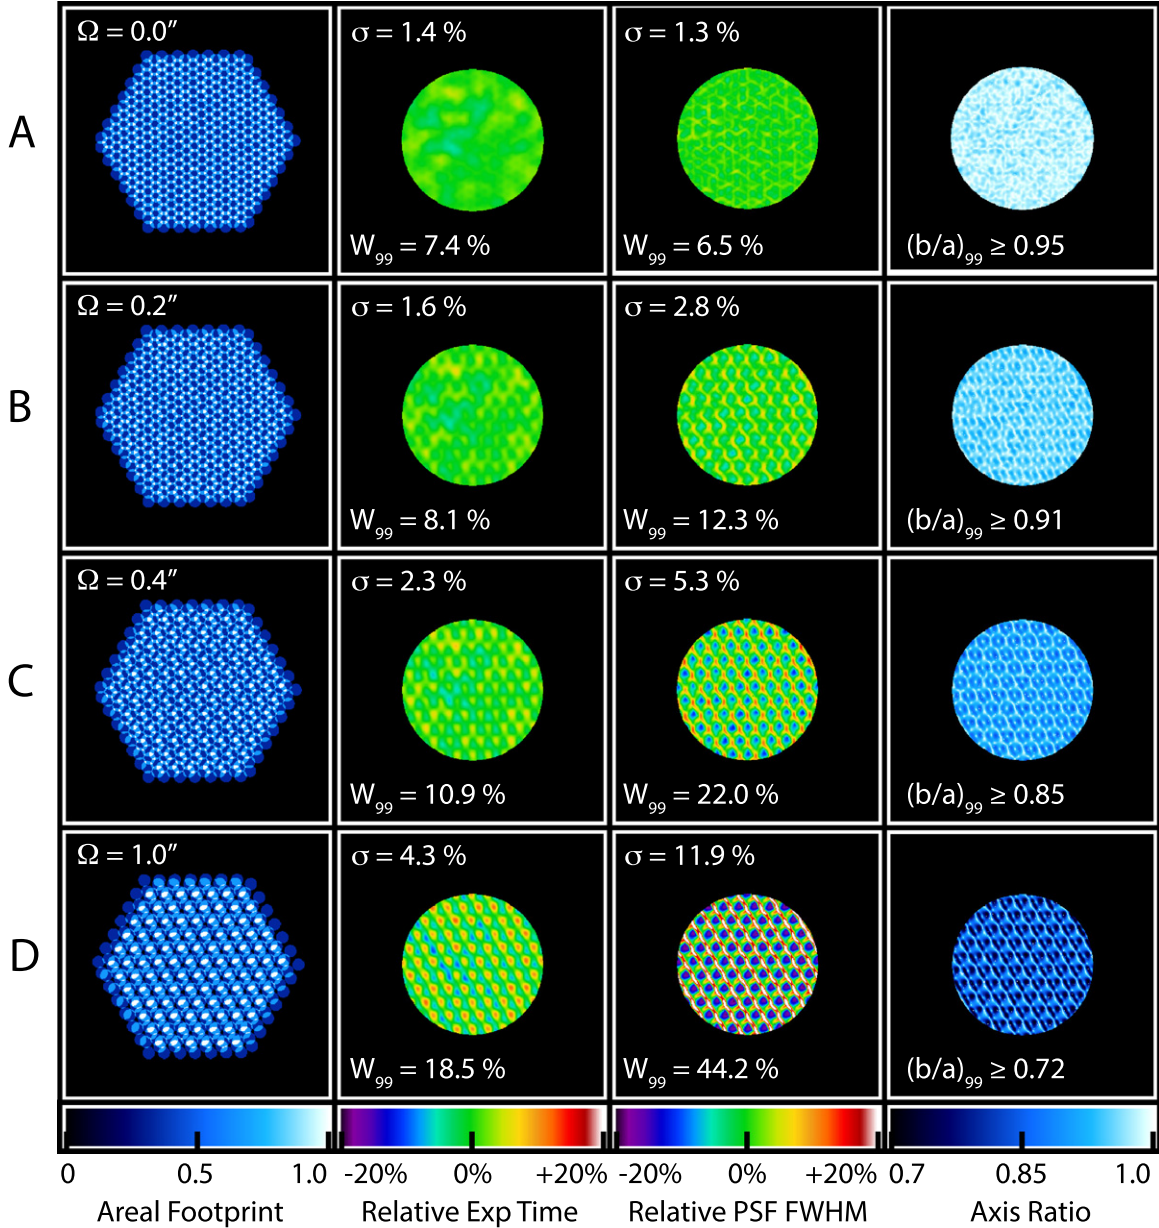 Ω = 0.0″
σ = 1.4 %
σ = 1.3 %
A
W99 = 7.4 %
W99 = 6.5 %
(b/a)99 ≥ 0.95
Ω = 0.2″
σ = 1.6 %
σ = 2.8 %
B
W99 = 8.1 %
W99 = 12.3 %
(b/a)99 ≥ 0.91
Ω = 0.4″
σ = 2.3 %
σ = 5.3 %
C
W99 = 10.9 %
W99 = 22.0 %
(b/a)99 ≥ 0.85
Ω = 1.0″
σ = 4.3 %
σ = 11.9 %
D
W99 = 18.5 %
W99 = 44.2 %
(b/a)99 ≥ 0.72
0 0.5 1.0
-20% 0% +20%
-20% 0% +20%
0.7 0.85 1.0
Areal Footprint
Relative Exp Time
Relative PSF FWHM
Axis Ratio